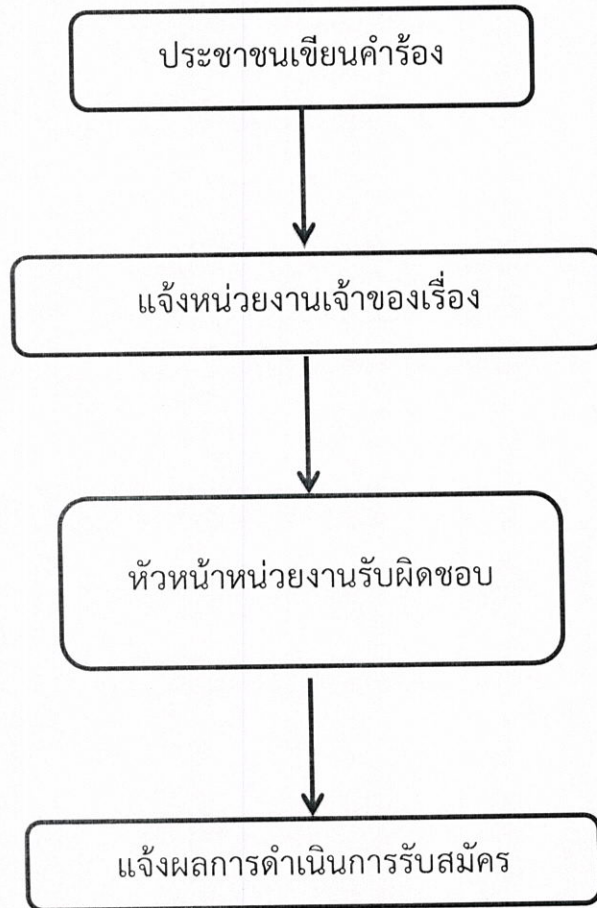 ประชาชนเขียนคำร้อง
แจ้งหน่วยงานเจ้าของเรื่อง
หัวหน้าหน่วยงานรับผิดชอบ
แจ้งผลการดำเนินการรับสมัคร